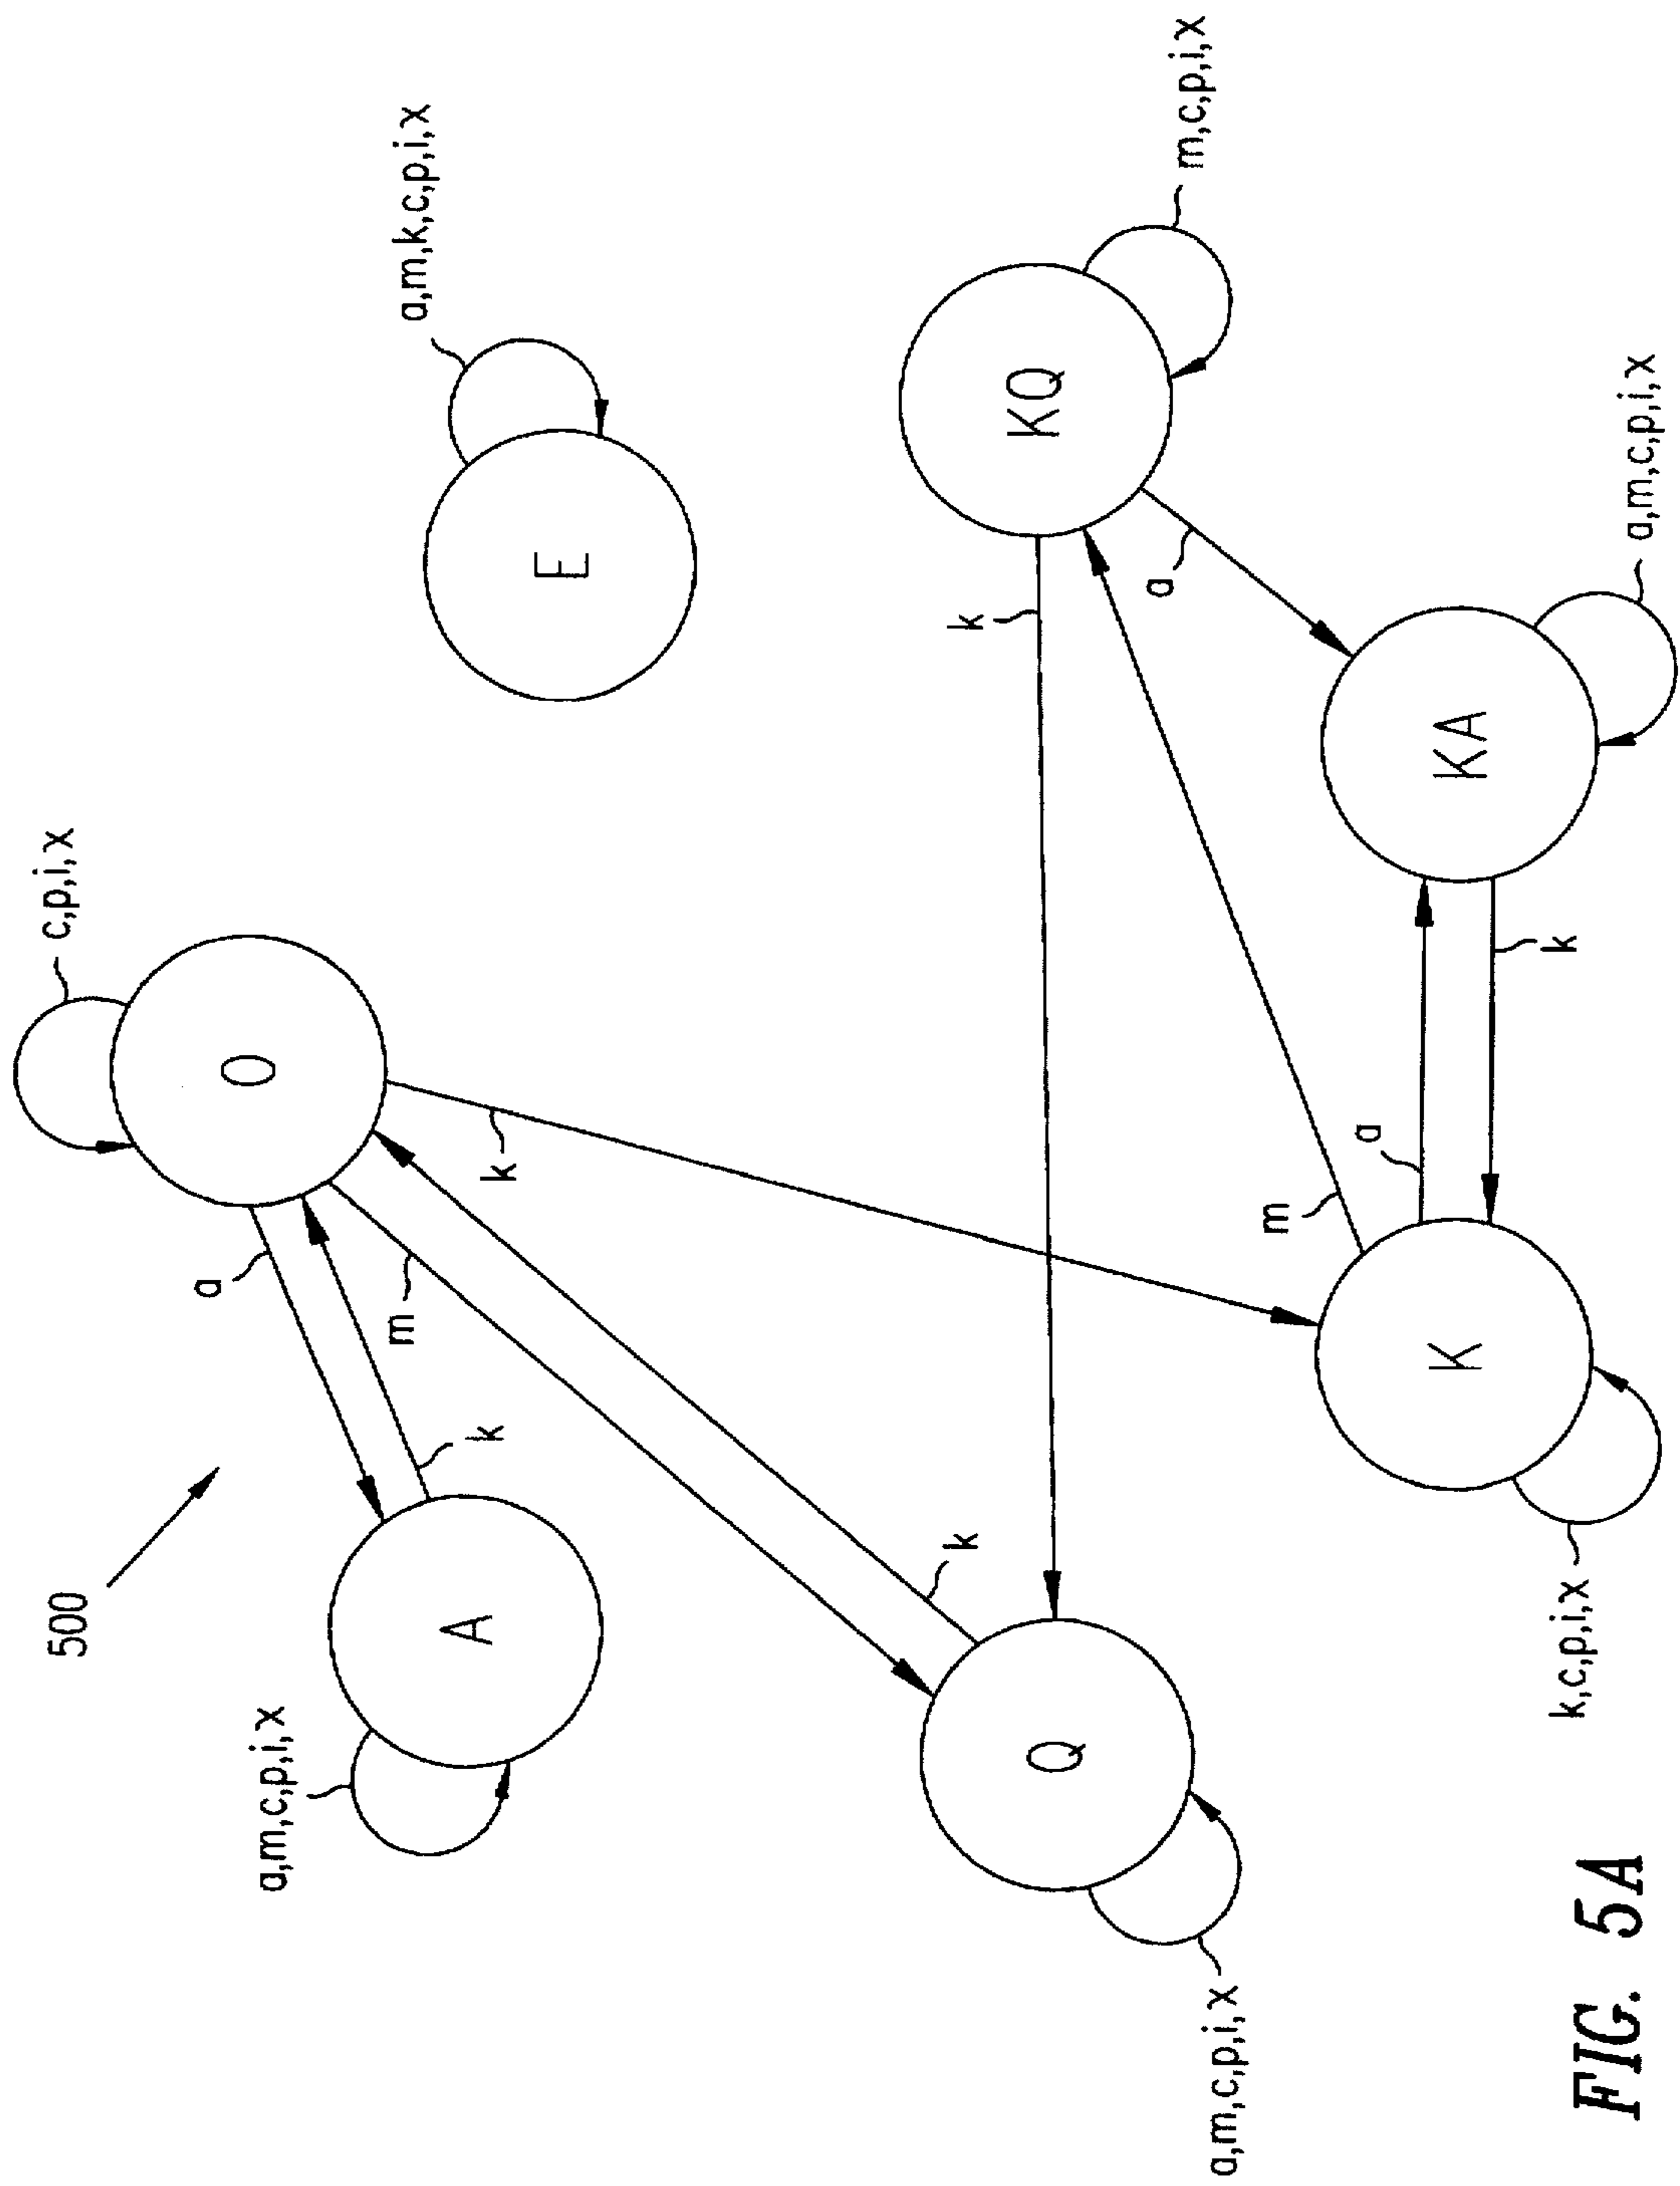 500
a,m,c,p,i,x
A
a
k
c,p,i,x
O
m
k
a,m,k,c,p,i,x
E
a,m,c,p,i,x
Q
k
k
KQ
m,c,p,i,x
a
m
k,c,p,i,x
K
a
k
KA
a,m,c,p,i,x
FIG. 5A